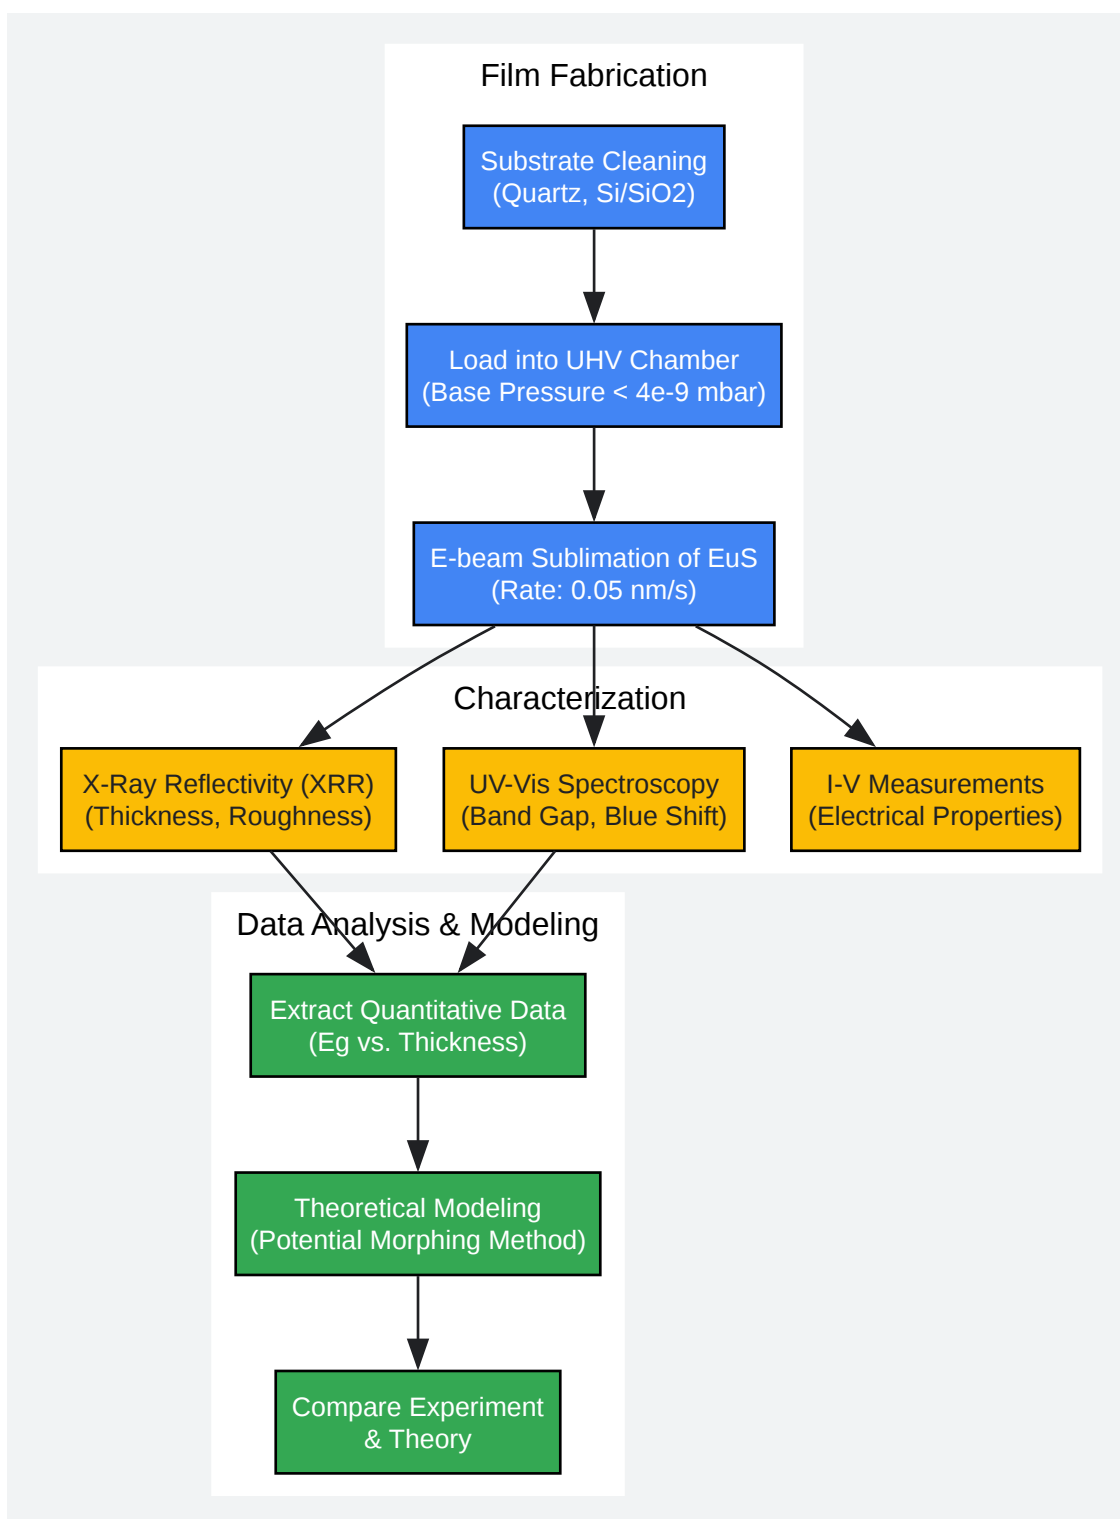 Film Fabrication
Substrate Cleaning
(Quartz, Si/SiO2)
Load into UHV Chamber
(Base Pressure < 4e-9 mbar)
E-beam Sublimation of EuS
(Rate: 0.05 nm/s)
Characterization
X-Ray Reflectivity (XRR)
(Thickness, Roughness)
UV-Vis Spectroscopy
(Band Gap, Blue Shift)
I-V Measurements
(Electrical Properties)
Data Analysis & Modeling
Extract Quantitative Data
(Eg vs. Thickness)
Theoretical Modeling
(Potential Morphing Method)
Compare Experiment
& Theory